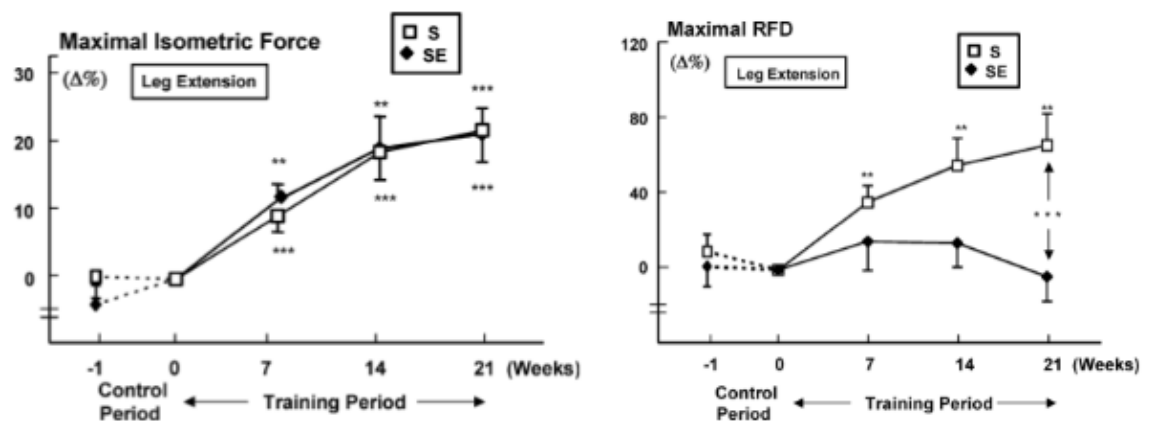 Maximal Isometric Force
(Δ%)
Leg Extension
S
SE
30
20
10
0
**
**
***
***
***
***
-1
0
7
14
21
(Weeks)
Control
Period
Training Period
Maximal RFD
(Δ%)
Leg Extension
S
SE
120
80
40
0
**
**
**
***
-1
0
7
14
21
(Weeks)
Control
Period
Training Period